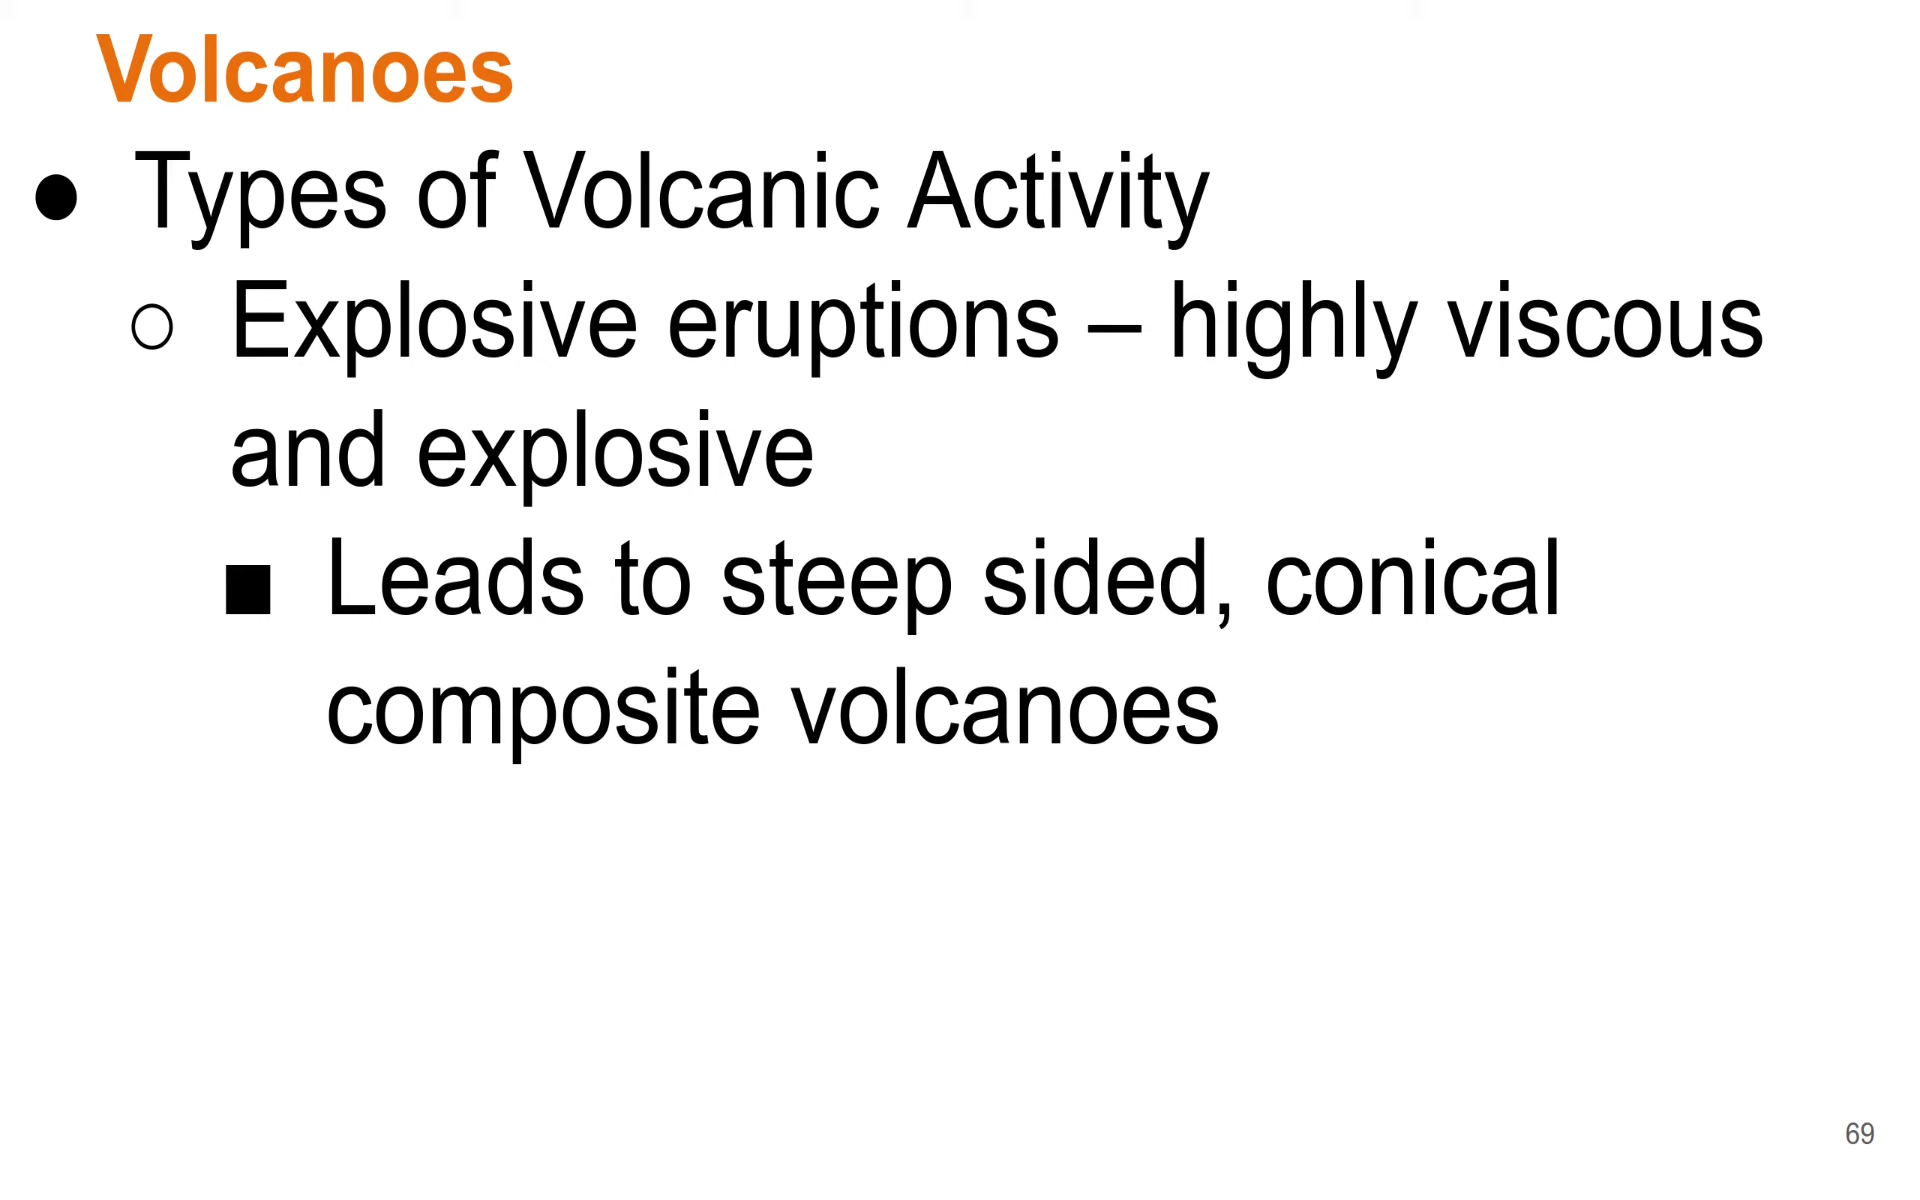 Volcanoes
● Types of Volcanic Activity
○ Explosive eruptions – highly viscous
and explosive
■ Leads to steep sided, conical
composite volcanoes
69